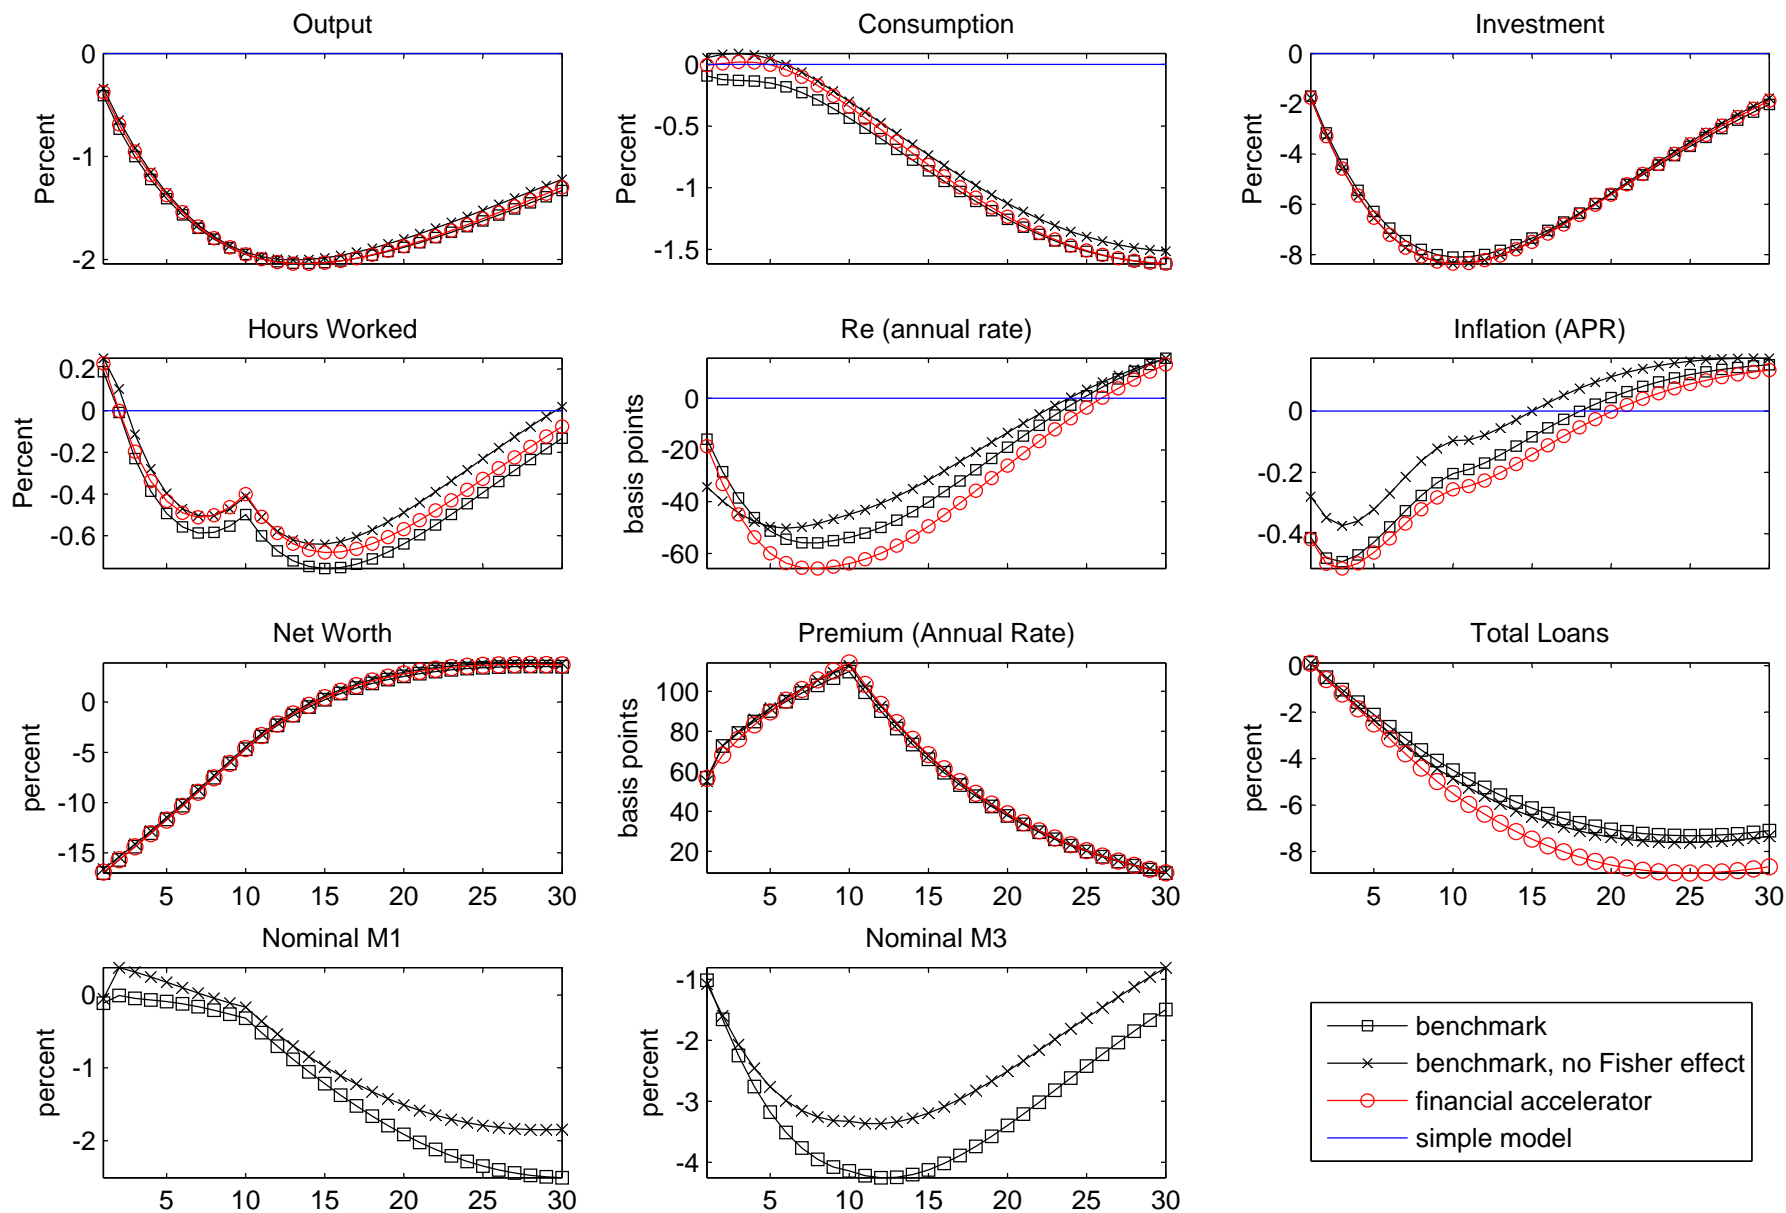 Output
Consumption
Investment
Percent
0
-1
-2
Percent
0
-0.5
-1
-1.5
0
-2
-4
-6
-8
Percent
Hours Worked
Re (annual rate)
Inflation (APR)
Percent
0.2
0
-0.2
-0.4
-0.6
basis points
0
-20
-40
-60
0
-0.2
-0.4
Net Worth
Premium (Annual Rate)
Total Loans
percent
0
-5
-10
-15
5 10 15 20 25 30
basis points
100
80
60
40
20
5 10 15 20 25 30
percent
0
-2
-4
-6
-8
5 10 15 20 25 30
Nominal M1
Nominal M3
percent
0
-1
-2
5 10 15 20 25 30
percent
-1
-2
-3
-4
5 10 15 20 25 30
benchmark
benchmark, no Fisher effect
financial accelerator
simple model